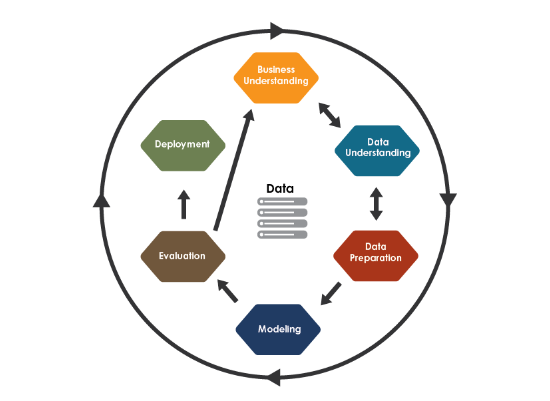 Business
Understanding
Data
Understanding
Deployment
Data
Evaluation
Data
Preparation
Modeling